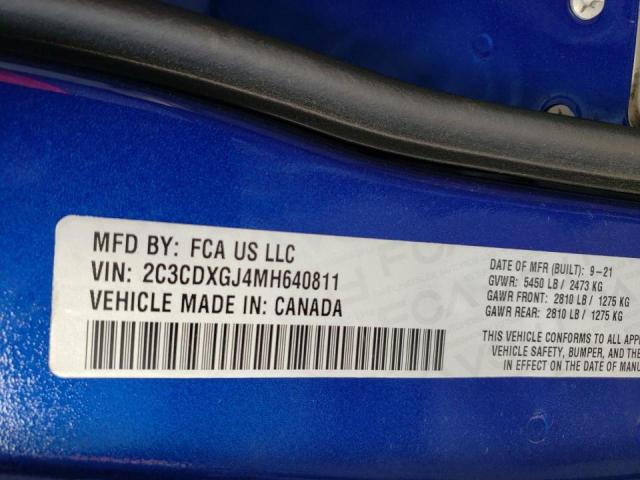 MFD BY: FCA US LLC
VIN: 2C3CDXGJ4MH640811
VEHICLE MADE IN: CANADA
DATE OF MFR (BUILT): 9-21
GVWR: 5450 LB / 2473 KG
GAWR FRONT: 2810 LB / 1275 KG
GAWR REAR: 2810 LB / 1275 KG
THIS VEHICLE CONFORMS TO ALL APP
VEHICLE SAFETY, BUMPER, AND THE
IN EFFECT ON THE DATE OF MANU